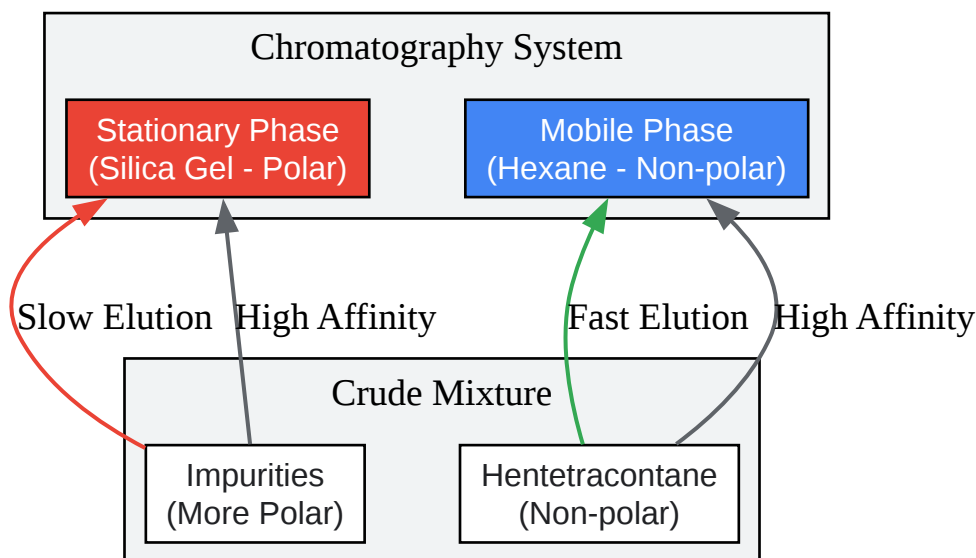 Chromatography System
Stationary Phase
(Silica Gel - Polar)
Mobile Phase
(Hexane - Non-polar)
Slow Elution
High Affinity
Fast Elution
High Affinity
Crude Mixture
Impurities
(More Polar)
Hentetracontane
(Non-polar)